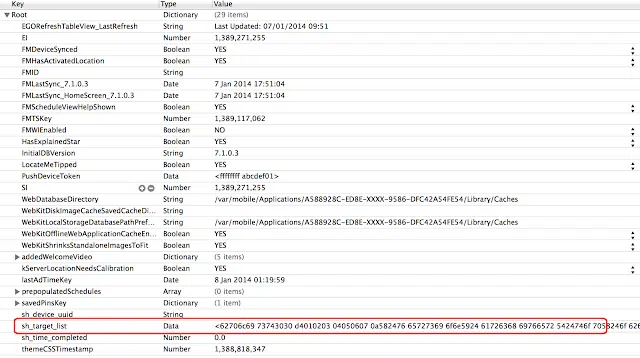 Key Type Value
Root Dictionary (29 items)
EGORefreshTableView_LastRefresh String Last Updated: 07/01/2014 09:51
EI Number 1,389,271,255
FMDeviceSynced Boolean YES
FMHasActivatedLocation Boolean YES
FMID String
FMLastSync_7.1.0.3 Date 7 Jan 2014 17:51:04
FMLastSync_HomeScreen_7.1.0.3 Date 7 Jan 2014 17:51:04
FMScheduleViewHelpShown Boolean YES
FMTSKey Number 1,389,117,062
FMWIEnabled Boolean NO
HasExplainedStar Boolean YES
InitialDBVersion String 7.1.0.3
LocateMeTipped Boolean YES
PushDeviceToken Data <ffffffff abcdef01>
SI Number 1,389,271,255
WebDatabaseDirectory String /var/mobile/Applications/A588928C-ED8E-XXXX-9586-DFC42A54FE54/Library/Caches
WebKitDiskImageCacheSavedCacheDi... String
WebKitLocalStorageDatabasePathPref... String /var/mobile/Applications/A588928C-ED8E-XXXX-9586-DFC42A54FE54/Library/Caches
WebKitOfflineWebApplicationCacheEn... Boolean YES
WebKitShrinksStandaloneImagesToFit Boolean YES
addedWelcomeVideo Dictionary (5 items)
kServerLocationNeedsCalibration Boolean YES
lastAdTimeKey Date 8 Jan 2014 01:19:59
prepopulatedSchedules Array (0 items)
savedPinsKey Dictionary (1 item)
sh_device_uuid String
sh_target_list Data <62706c69 73743030 d4010203 04050607 0a582476 65727369 6f6e5924 61726368 69766572 5424746f 7058246f 626
sh_time_completed Number 0.0
themeCSSTimestamp Number 1,388,818,347